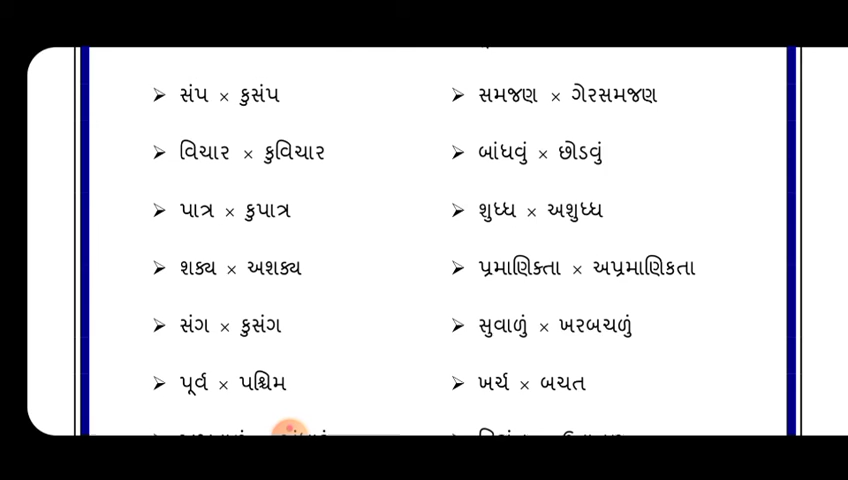 ➢ સંપ × કુસંપ
➢ સમજણ × ગેરસમજણ
➢ વિચાર × કુવિચાર
➢ બાંધવું × છોડવું
➢ પાત્ર × કુપાત્ર
➢ શુધ્ધ × અશુધ્ધ
➢ શક્ય × અશક્ય
➢ પ્રમાણિક્તા × અપ્રમાણિકતા
➢ સંગ × કુસંગ
➢ સુવાળું × ખરબચળું
➢ પૂર્વ × પશ્ચિમ
➢ ખર્ચ × બચત